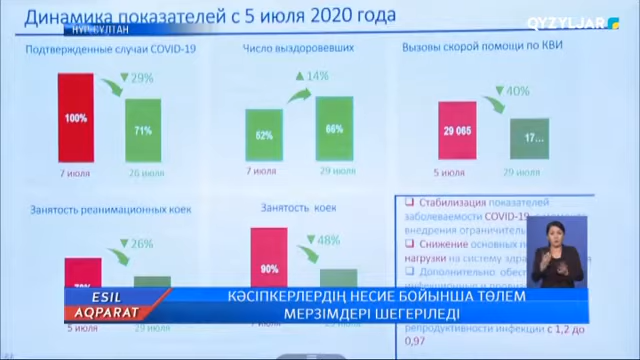 Динамика показателей с 5 июля 2020 года
НУР-СУЛТАН
QYZYLJAR
Подтвержденные случаи COVID-19
▼29%
100%
71%
7 июля
26 июля
Число выздоровевших
▲14%
52%
66%
7 июля
29 июля
Вызовы скорой помощи по КВИ
▼40%
29 065
17...
5 июля
29 июля
Занятость реанимационных коек
▼26%
Занятость коек
▼48%
90%
❑ Стабилизация показателей
заболеваемости COVID-19
внедрения
❑ Снижение основных
нагрузки на систему
❑ Дополнительно
репродуктивности инфекции с 1,2 до
0,97
ESIL
AQPARAT
КӘСІПКЕРЛЕРДІҢ НЕСИЕ БОЙЫНША ТӨЛЕМ
МЕРЗІМДЕРІ ШЕГЕРІЛЕДІ